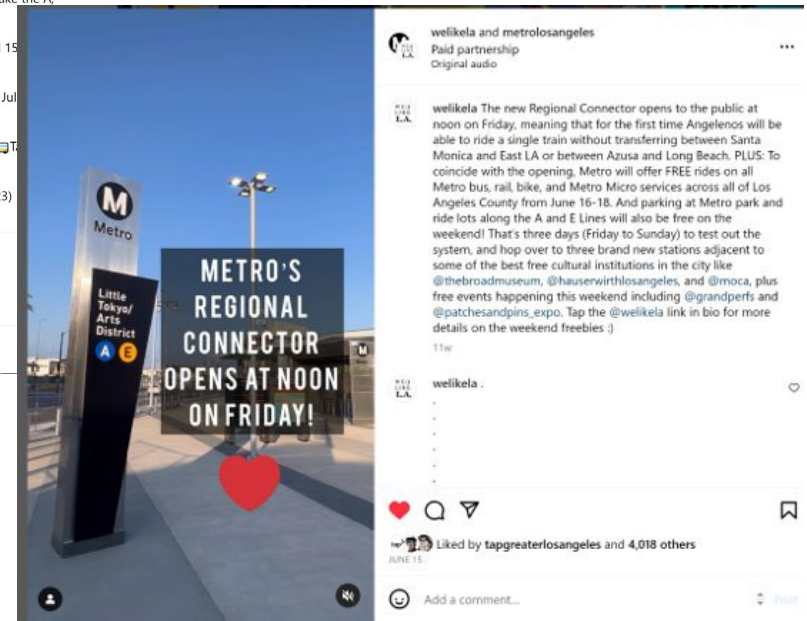 15
Jul
3)
M
Metro
Little
Tokyo/
Arts
District
A E
METRO'S
REGIONAL
CONNECTOR
OPENS AT NOON
ON FRIDAY!
welikela and metrolosangeles
Paid partnership
Original audio
welikela The new Regional Connector opens to the public at
noon on Friday, meaning that for the first time Angelenos will be
able to ride a single train without transferring between Santa
Monica and East LA or between Azusa and Long Beach. PLUS: To
coincide with the opening, Metro will offer FREE rides on all
Metro bus, rail, bike, and Metro Micro services across all of Los
Angeles County from June 16-18. And parking at Metro park and
ride lots along the A and E Lines will also be free on the
weekend! That's three days (Friday to Sunday) to test out the
system, and hop over to three brand new stations adjacent to
some of the best free cultural institutions in the city like
@thebroadmuseum, @hauserwirthlosangeles, and @moca, plus
free events happening this weekend including @grandperfs and
@patchesandpins_expo. Tap the @welikela link in bio for more
details on the weekend freebies :)
11w
welikela .
.
.
.
.
.
.
Liked by tapgreaterlosangeles and 4,018 others
JUNE 15
Add a comment...
Post